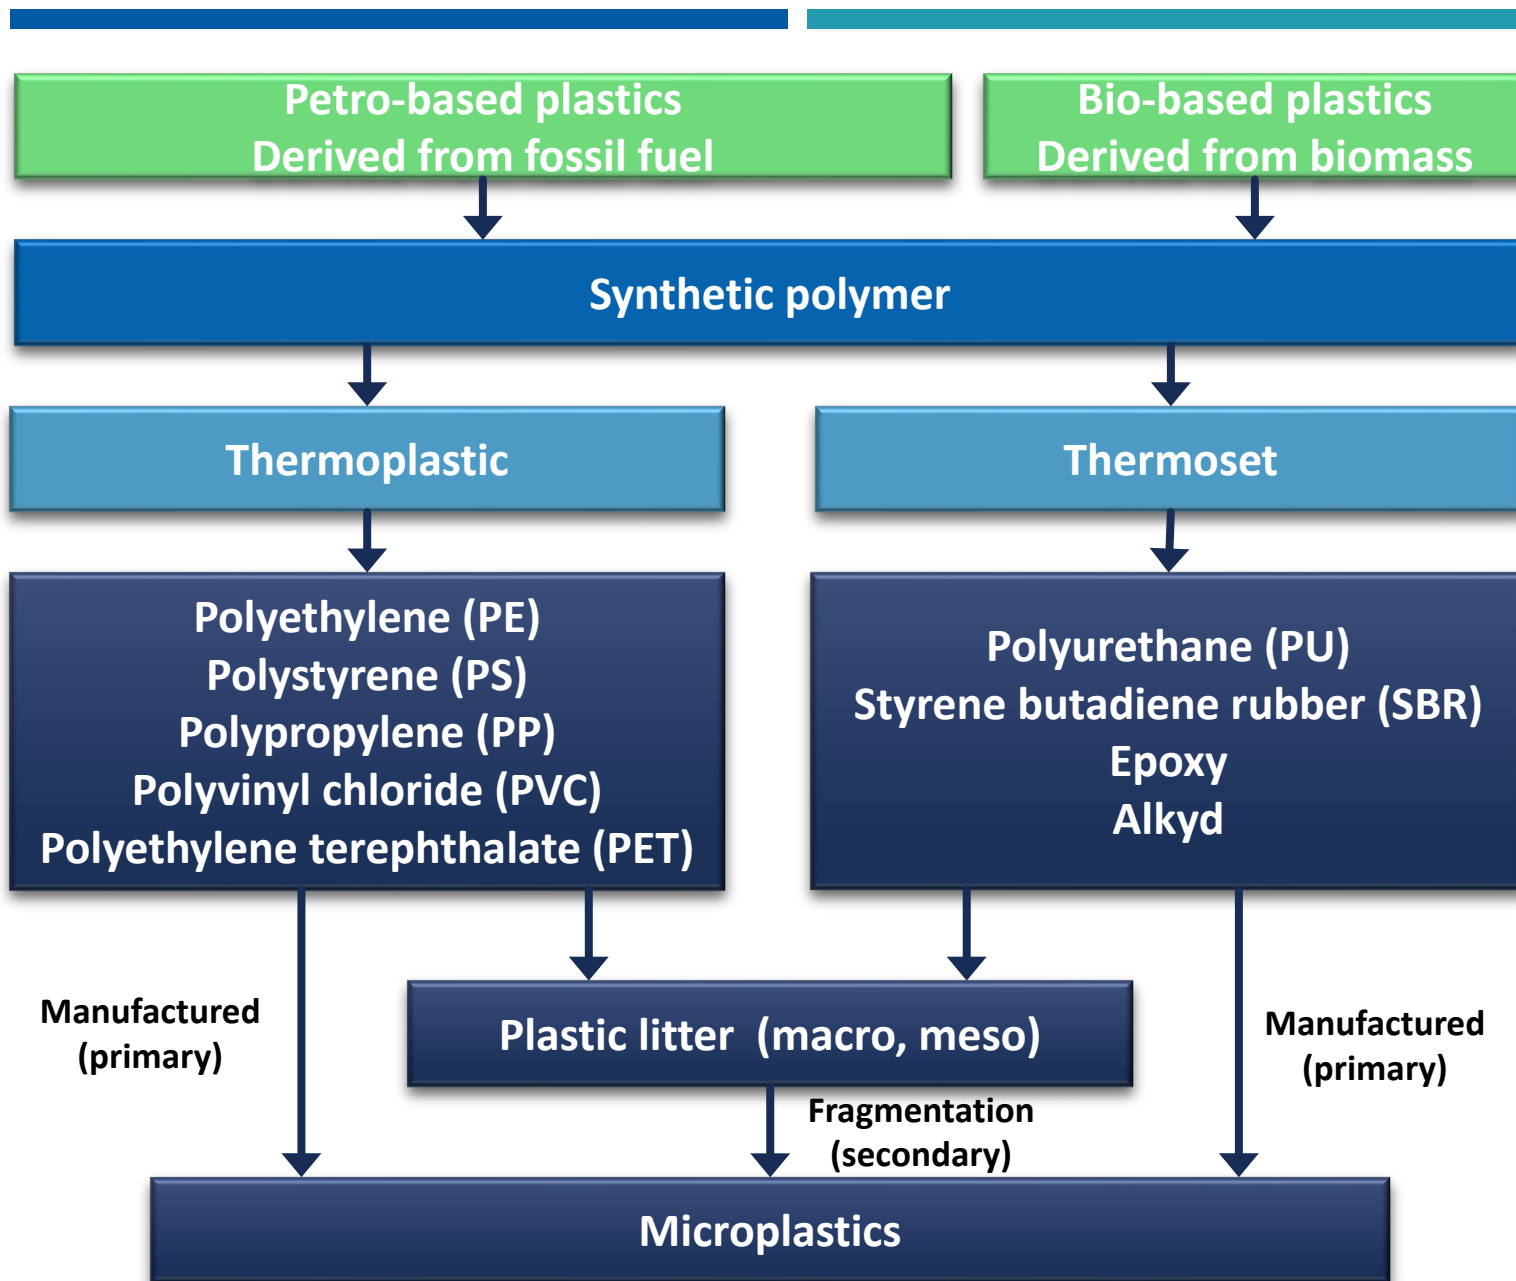 Petro-based plastics
Derived from fossil fuel
Bio-based plastics
Derived from biomass
Synthetic polymer
Thermoplastic
Thermoset
Polyethylene (PE)
Polystyrene (PS)
Polypropylene (PP)
Polyvinyl chloride (PVC)
Polyethylene terephthalate (PET)
Polyurethane (PU)
Styrene butadiene rubber (SBR)
Epoxy
Alkyd
Manufactured
(primary)
Plastic litter (macro, meso)
Manufactured
(primary)
Fragmentation
(secondary)
Microplastics